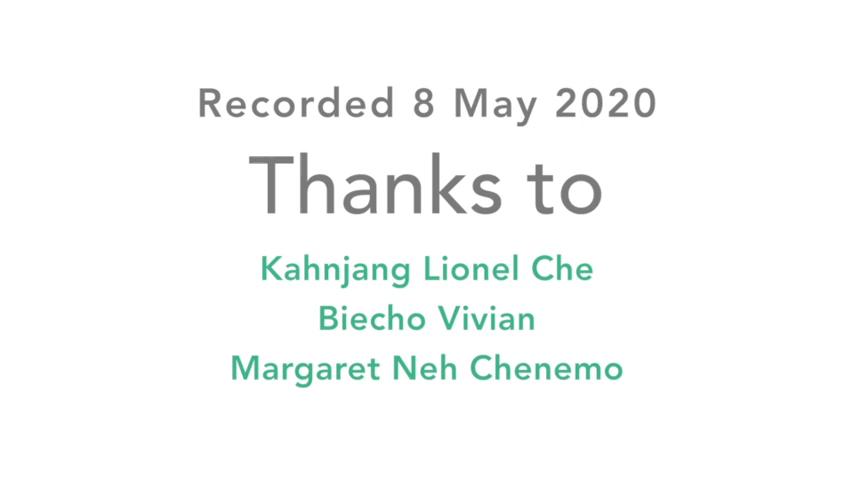 Recorded 8 May 2020
Thanks to
Kahnjang Lionel Che
Biecho Vivian
Margaret Neh Chenemo